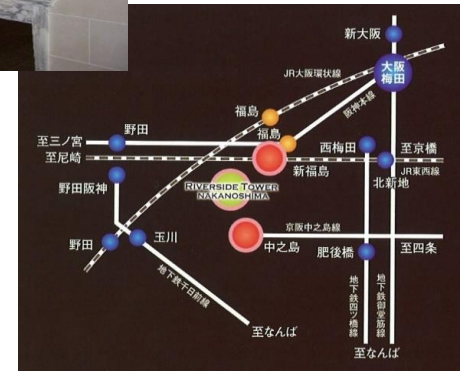 新大阪
JR大阪環状線
大阪
梅田
阪神本線
福島
福島
野田
至三ノ宮
至尼崎
西梅田
至京橋
JR東西線
新福島
北新地
野田阪神
RIVERSIDE TOWER
NAKANOSHIMA
京阪中之島線
野田
玉川
中之島
肥後橋
至四条
地下鉄千日前線
地下鉄四ツ橋線
地下鉄御堂筋線
至なんば
至なんば